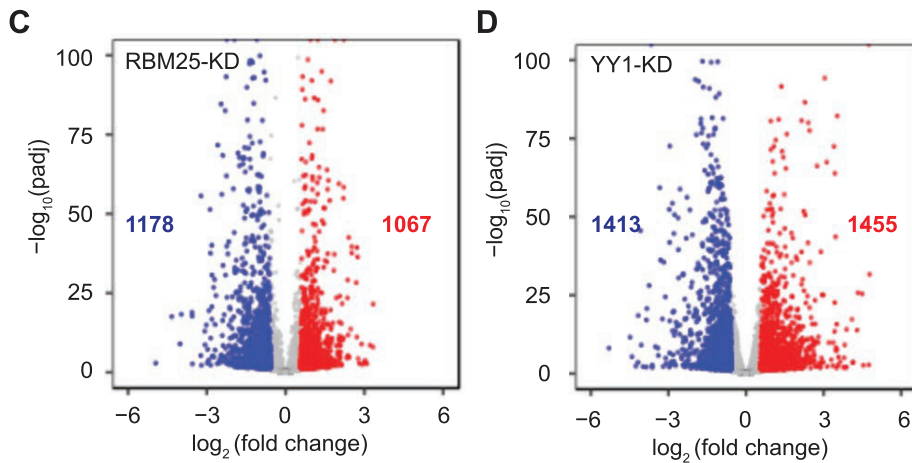 C
RBM25-KD
100
75
50
25
0
−log10(padj)
1178
1067
−6 −3 0 3 6
log2 (fold change)
D
YY1-KD
100
75
50
25
0
−log10(padj)
1413
1455
−6 −3 0 3 6
log2 (fold change)